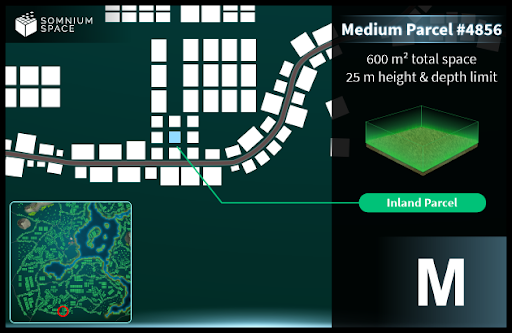 SOMNIUM
SPACE
Medium Parcel #4856
600 m² total space
25 m height & depth limit
Inland Parcel
M